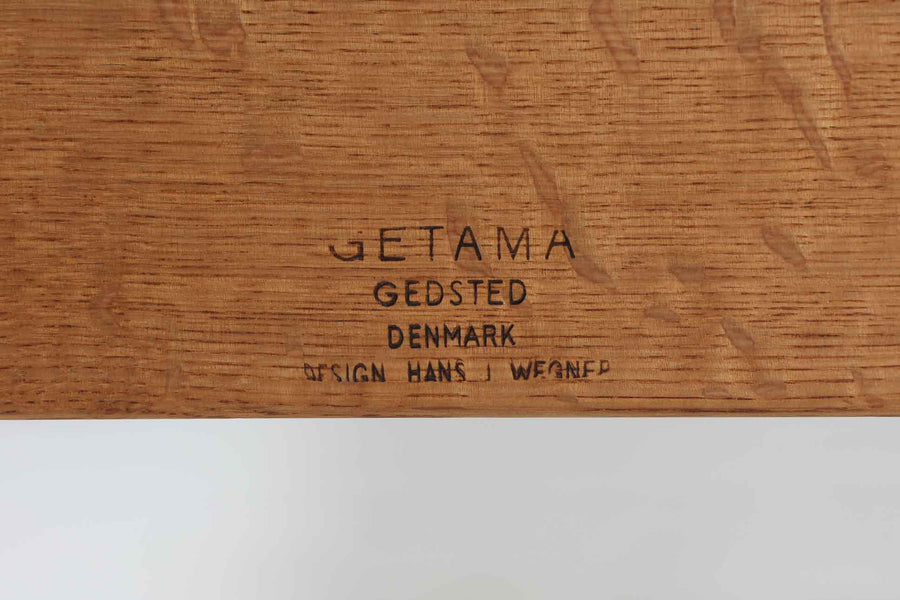 GETAMA
GEDSTED
DENMARK
DESIGN HANS J WEGNER